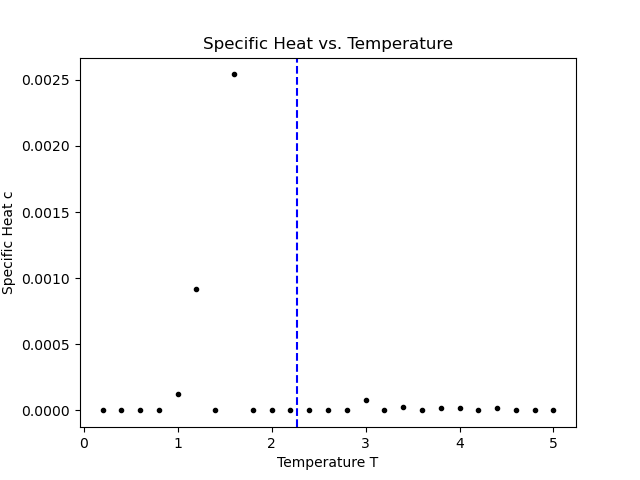 Specific Heat vs. Temperature
Specific Heat c
0.0025
0.0020
0.0015
0.0010
0.0005
0.0000
0 1 2 3 4 5
Temperature T